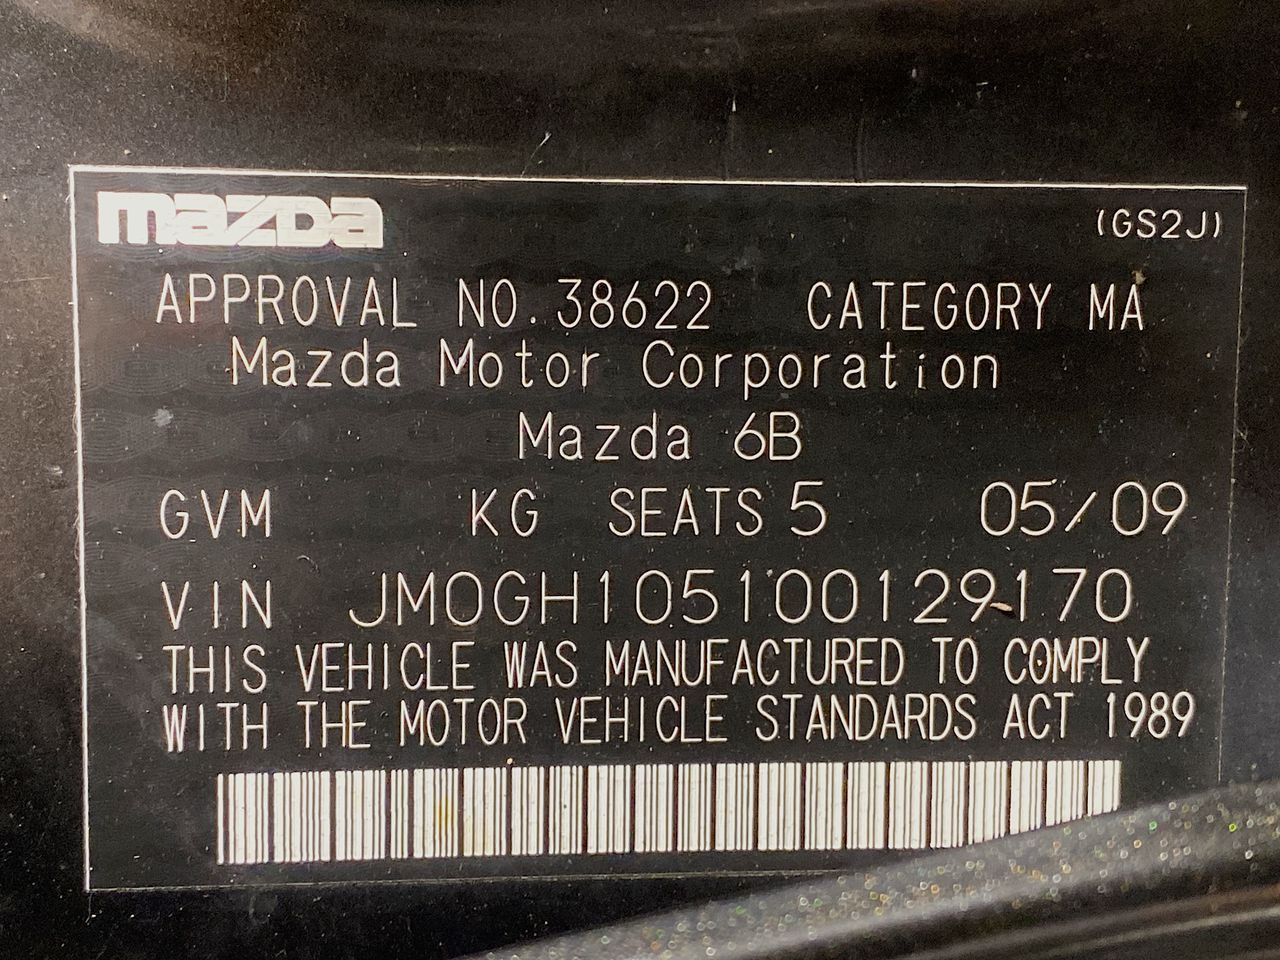 mazda (GS2J)
APPROVAL NO. 38622 CATEGORY MA
Mazda Motor Corporation
Mazda 6B
GVM KG SEATS 5 05/09
VIN JM0GH105100129170
THIS VEHICLE WAS MANUFACTURED TO COMPLY
WITH THE MOTOR VEHICLE STANDARDS ACT 1989